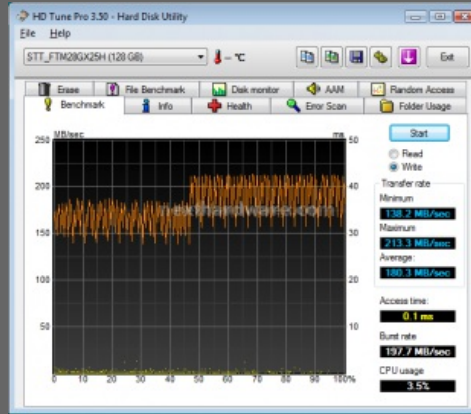 HD Tune Pro 3.50 - Hard Disk Utility
File Help
STT_FTM28GX25H (128 GB)
– °C
Exit
Erase File Benchmark Disk monitor AAM Random Access
Benchmark Info Health Error Scan Folder Usage
MB/sec ms
250 50
200 40
150 30
100 20
50 10
0 10 20 30 40 50 60 70 80 90 100%
nexthardware.com
Start
Read
Write
Transfer rate
Minimum
138.2 MB/sec
Maximum
213.3 MB/sec
Average:
180.3 MB/sec
Access time:
0.1 ms
Burst rate
197.7 MB/sec
CPU usage
3.5%